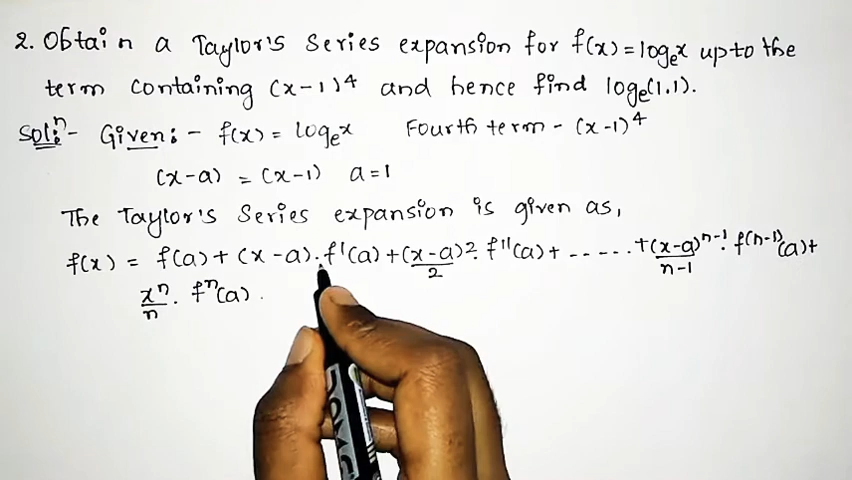 2. Obtain a Taylor's Series expansion for f(x) = logₑx upto the
term containing (x-1)⁴ and hence find logₑ(1.1).
Solⁿ:- Given:- f(x) = logₑx Fourth term - (x-1)⁴
(x-a) = (x-1) a=1
The Taylor's Series expansion is given as,
f(x) = f(a) + (x-a).f'(a) + (x-a)²/2 . f''(a) + ...... + (x-a)ⁿ⁻¹/n-1 . f⁽ⁿ⁻¹⁾(a) +
xⁿ/n . fⁿ(a).